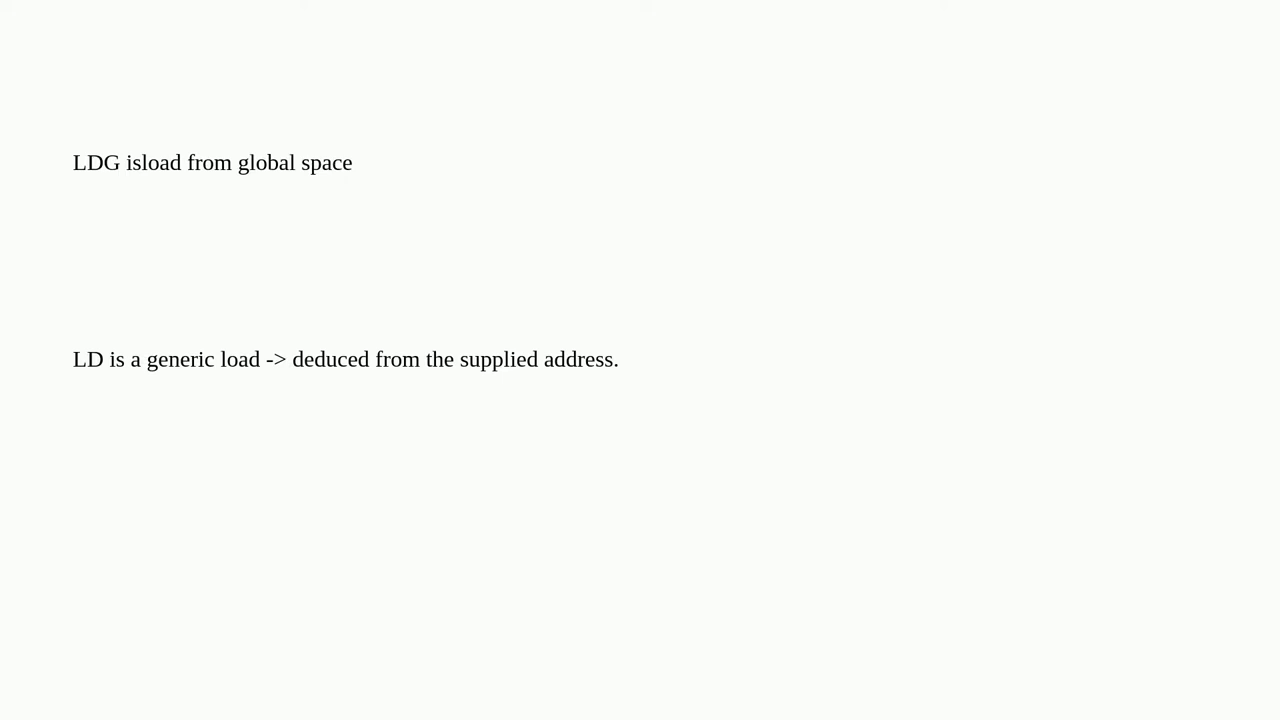 LDG isload from global space
LD is a generic load -> deduced from the supplied address.